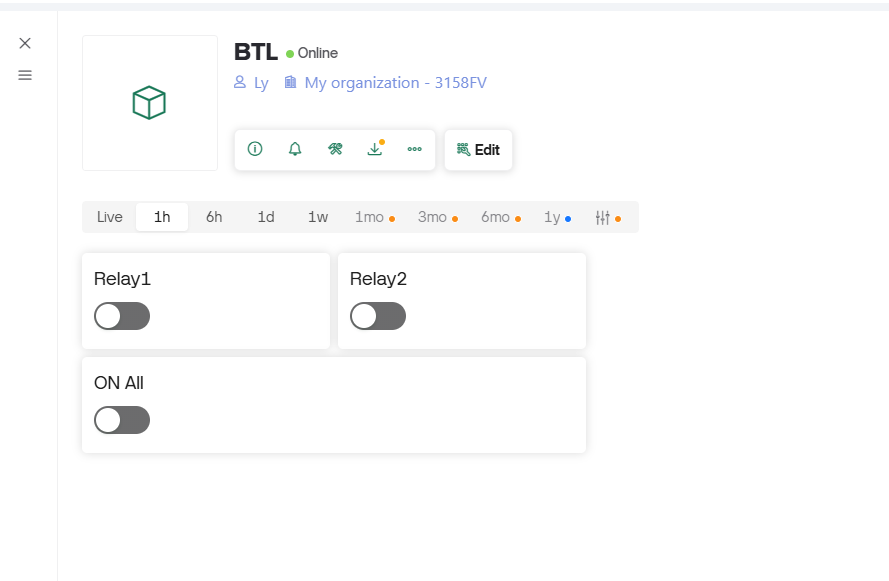 BTL Online
Ly My organization - 3158FV
Edit
Live 1h 6h 1d 1w 1mo 3mo 6mo 1y
Relay1 Relay2
ON All